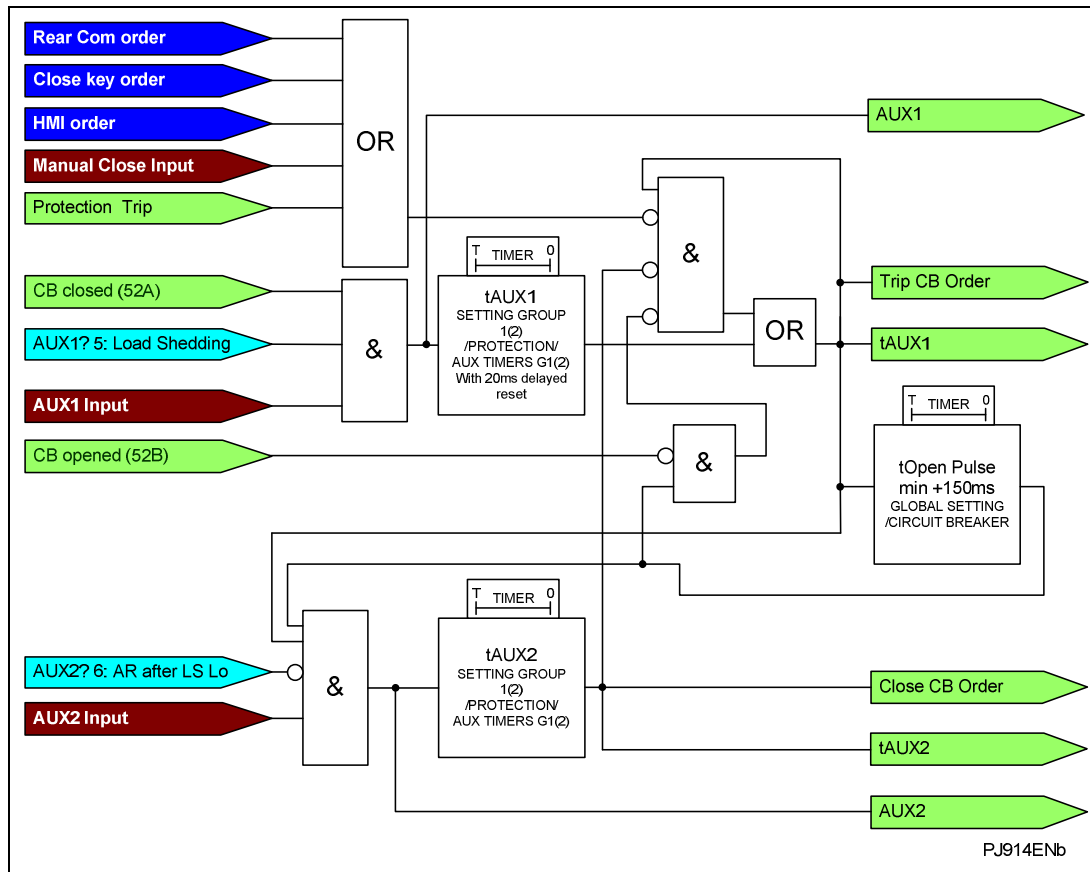 Rear Com order
Close key order
HMI order
Manual Close Input
Protection Trip
OR
AUX1
CB closed (52A)
AUX1? 5: Load Shedding
AUX1 Input
&
T TIMER 0
tAUX1
SETTING GROUP
1(2)
/PROTECTION/
AUX TIMERS G1(2)
With 20ms delayed
reset
&
OR
Trip CB Order
tAUX1
CB opened (52B)
&
T TIMER 0
tOpen Pulse
min +150ms
GLOBAL SETTING
/CIRCUIT BREAKER
AUX2? 6: AR after LS Lo
AUX2 Input
&
T TIMER 0
tAUX2
SETTING GROUP
1(2)
/PROTECTION/
AUX TIMERS G1(2)
Close CB Order
tAUX2
AUX2
PJ914ENb